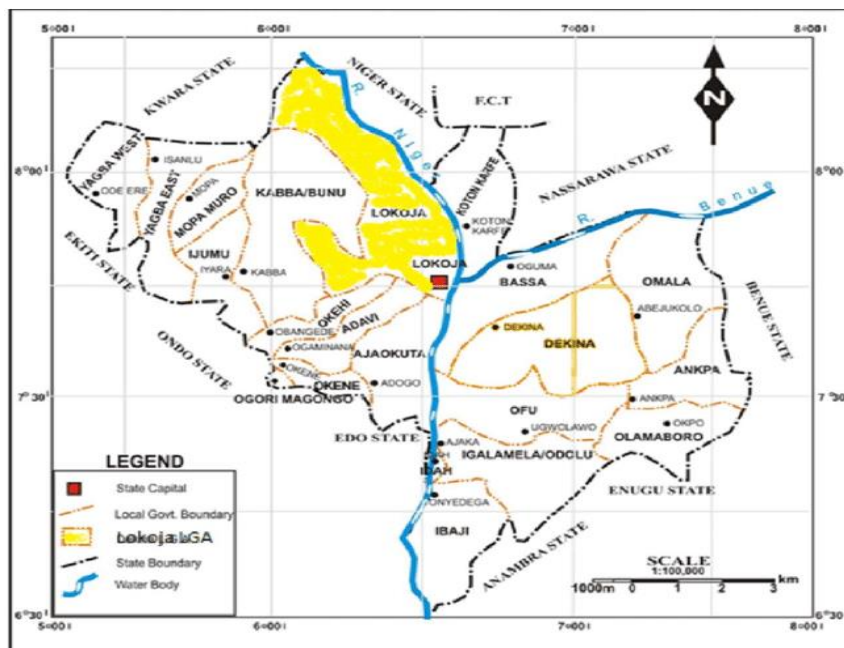 5°00′ 6°00′ 7°00′ 8°00′
KWARA STATE
NIGER STATE
F.C.T
N
R. Niger
8°00′ 8°00′
YAGBA WEST
ISANLU
ODE ERE
YAGBA EAST
MOPA
MOPA MURO
KABBA/BUNU
LOKOJA
KOTON KARFE
KOTON
KARFE
NASSARAWA STATE
R. Benue
EKITI STATE
IJUMU
IYARA
KABBA
LOKOJA
OGUMA
BASSA
OMALA
ABEJUKOLO
BENUE STATE
ONDO STATE
OKEHI
ADAVI
OBANGEDE
OGAMINANA
AJAOKUTA
DEKINA
DEKINA
OKENE
OKENE
ADOGO
OGORI MAGONGO
7°30′ 7°30′
ANKPA
ANKPA
OFU
UGWOLAWO
OKPO
OLAMABORO
EDO STATE
AJAKA
IGALAMELA/ODOLU
IDAH
ONYEDEGA
ENUGU STATE
IBAJI
ANAMBRA STATE
LEGEND
State Capital
Local Govt. Boundary
Lokoja LGA
State Boundary
Water Body
SCALE
1:100,000
1000m 0 1 2 3 km
6°30′ 6°30′
5°00′ 6°00′ 7°00′ 8°00′